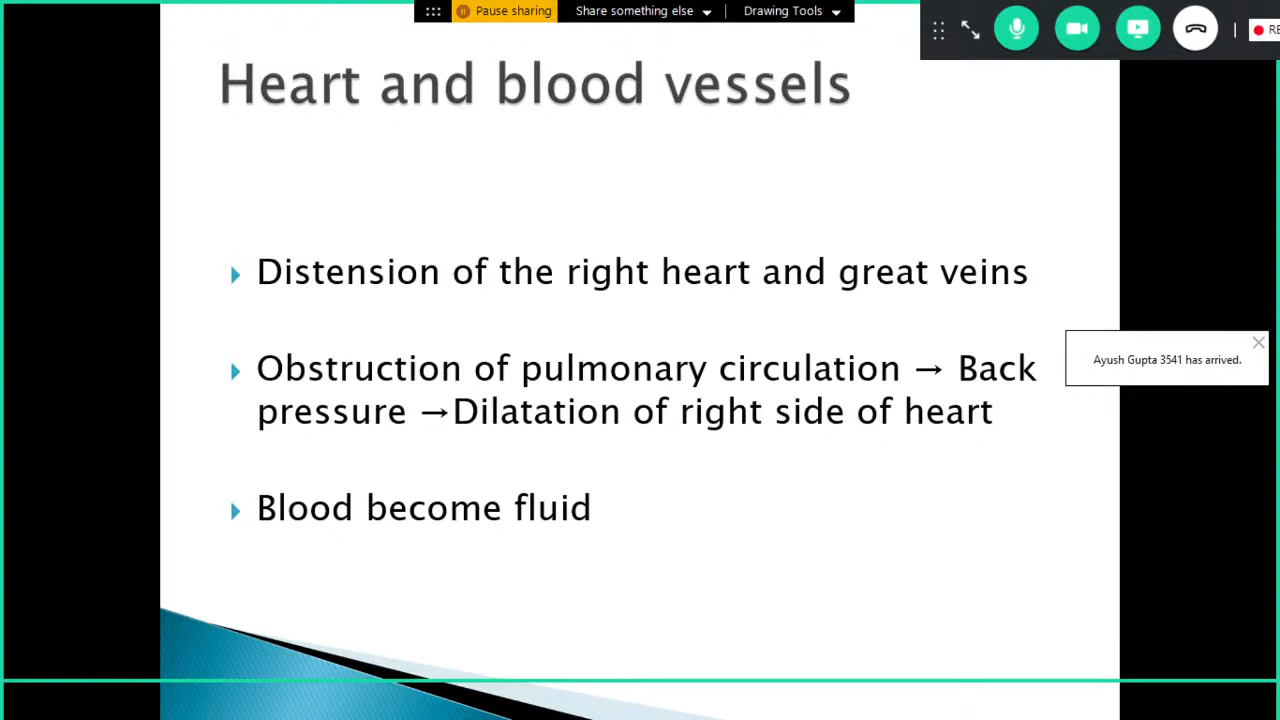 Pause sharing
Share something else
Drawing Tools
RE
Heart and blood vessels
Distension of the right heart and great veins
Obstruction of pulmonary circulation → Back
pressure →Dilatation of right side of heart
Ayush Gupta 3541 has arrived.
Blood become fluid